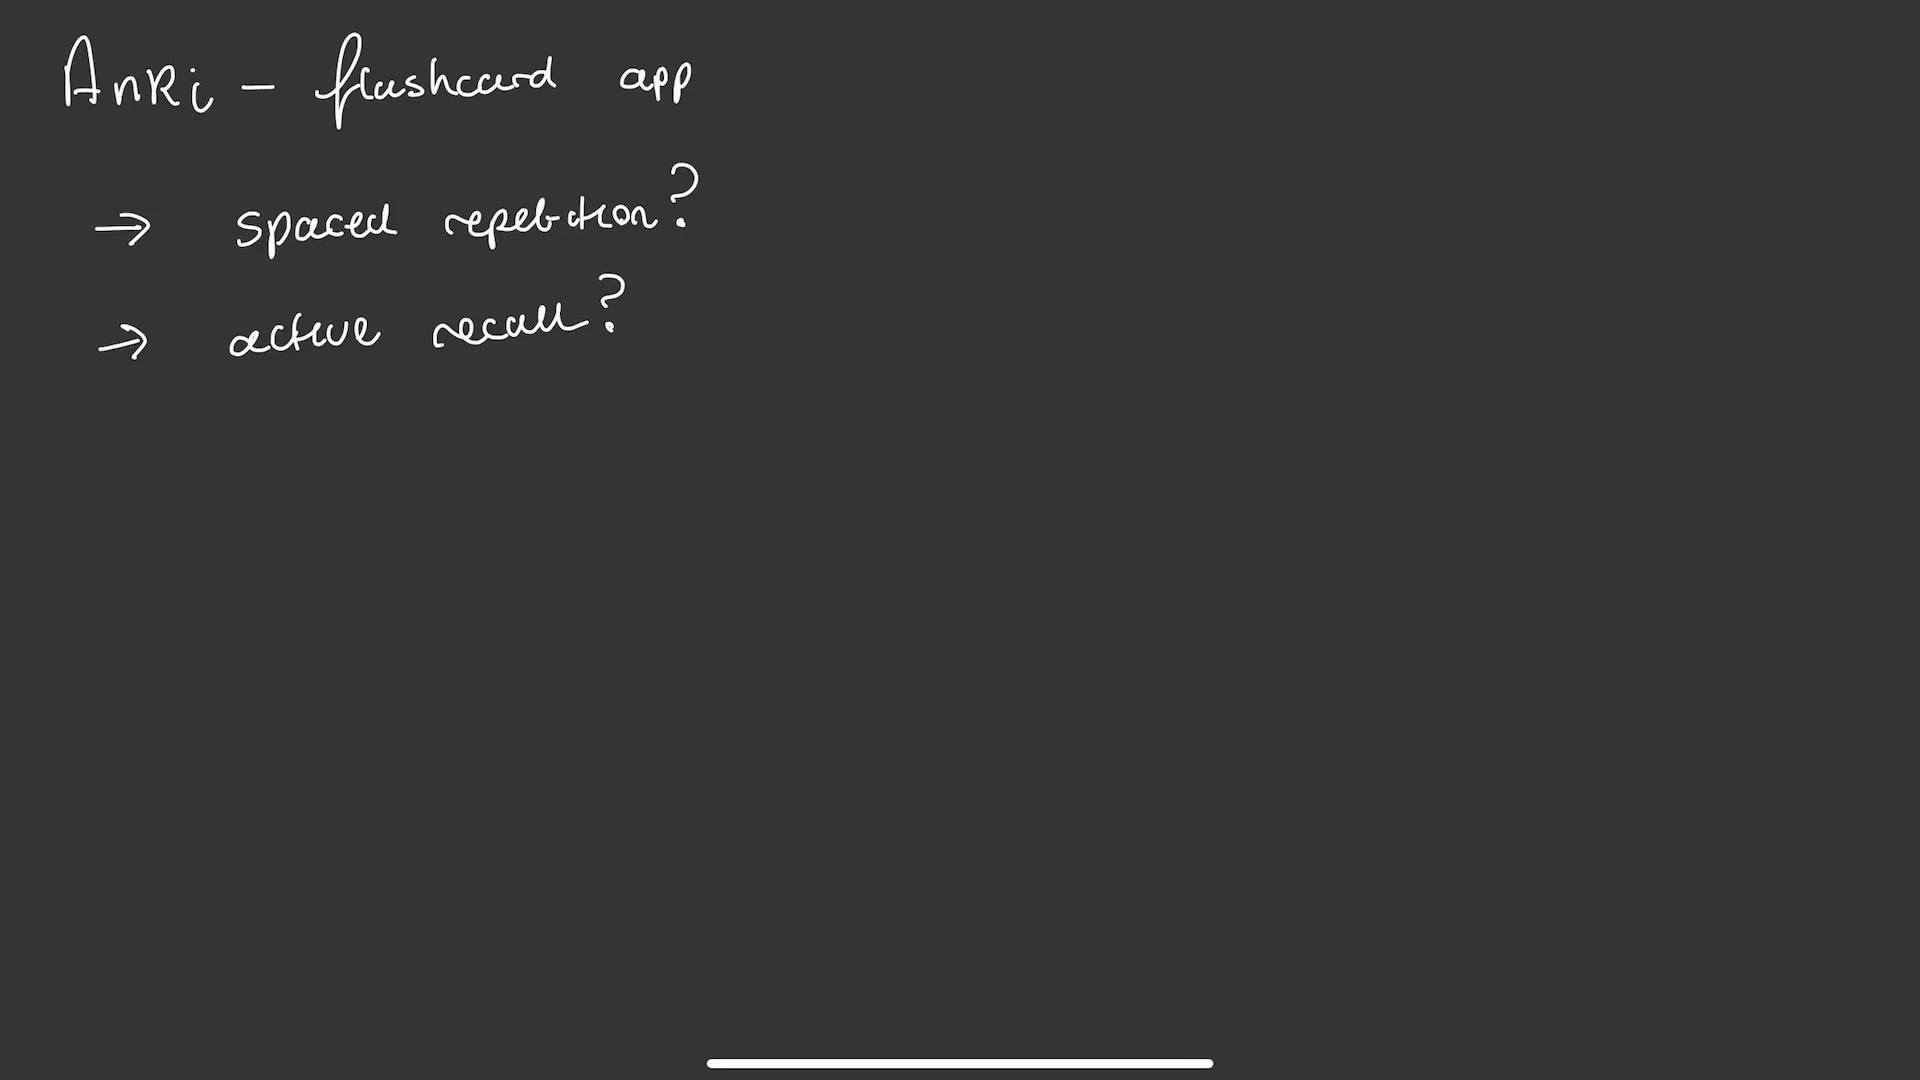 Anki - flashcard app
→ spaced repetition?
→ active recall?